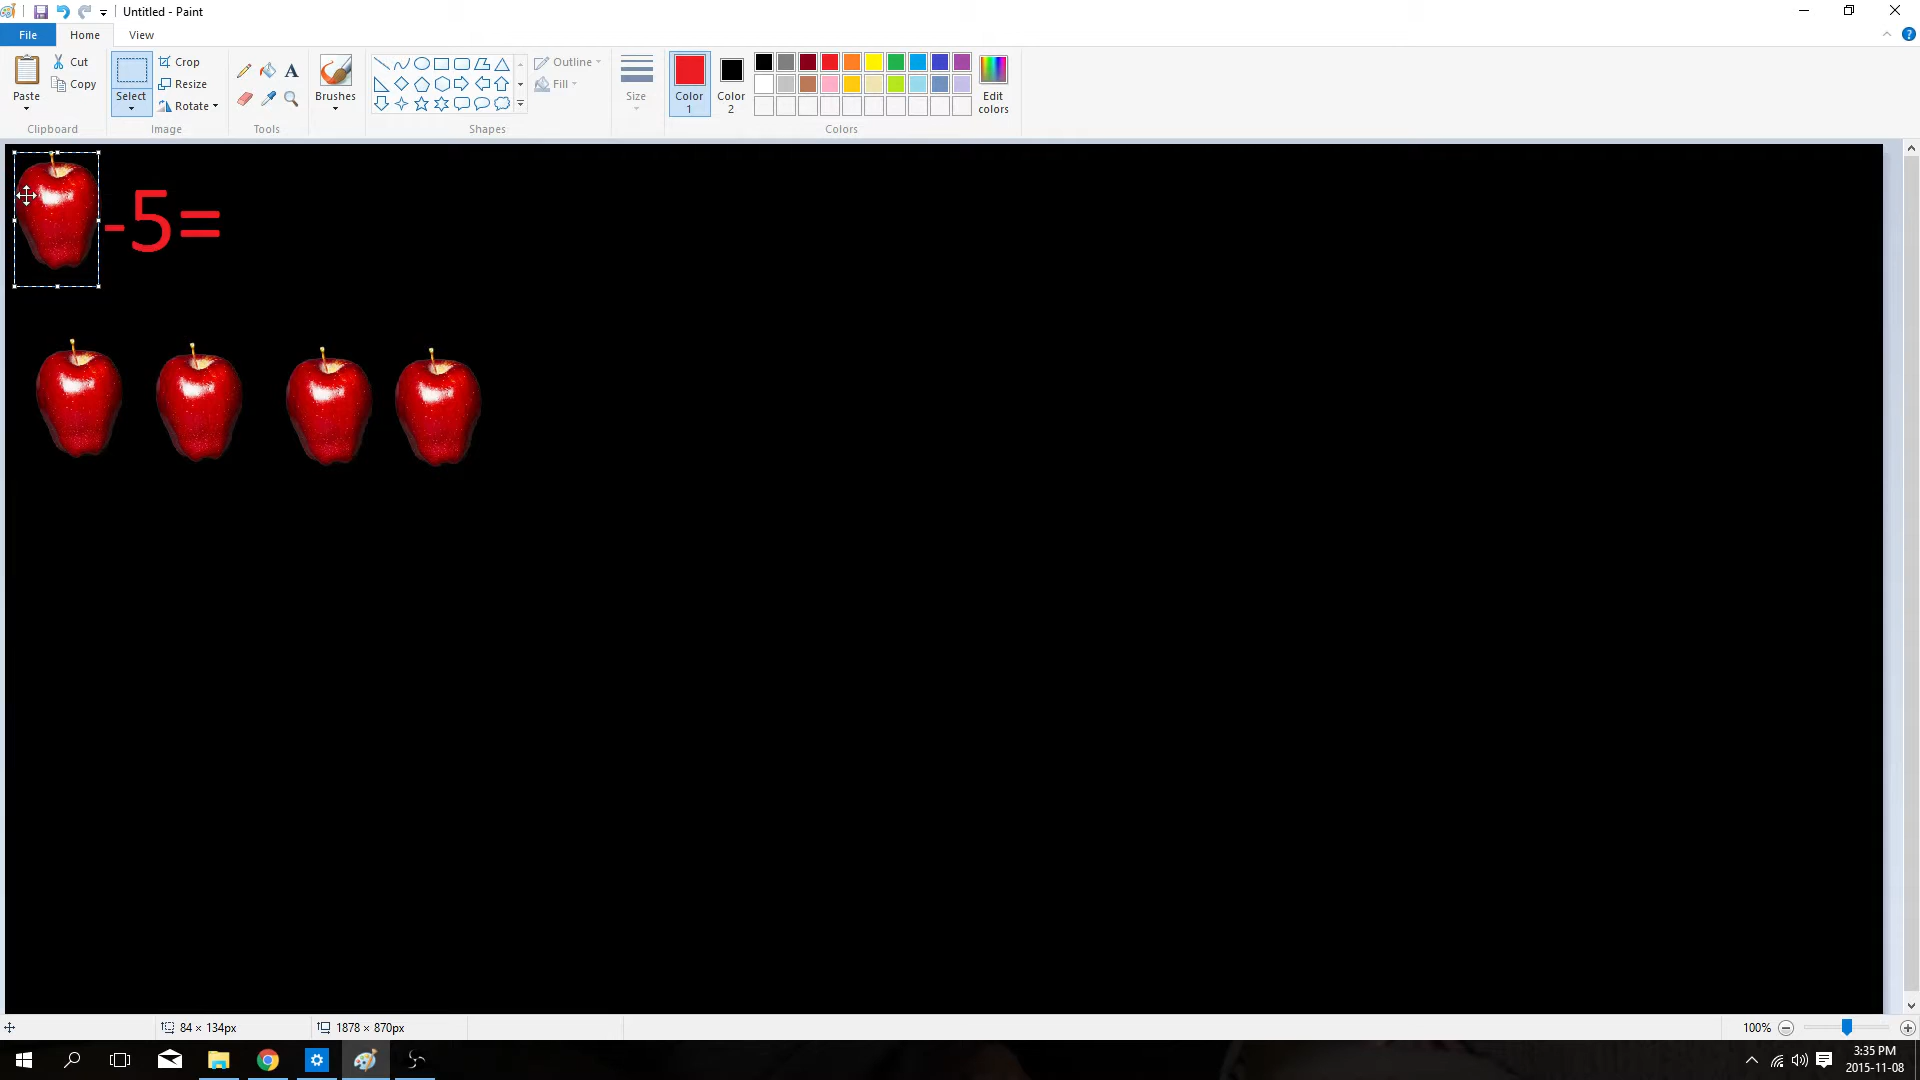 Untitled - Paint
File Home View
Paste
Cut
Copy
Clipboard
Select
Crop
Resize
Rotate
Image
A
Tools
Brushes
Shapes
Outline
Fill
Size
Color 1
Color 2
Edit colors
Colors
-5=
84 × 134px
1878 × 870px
100%
3:35 PM
2015-11-08